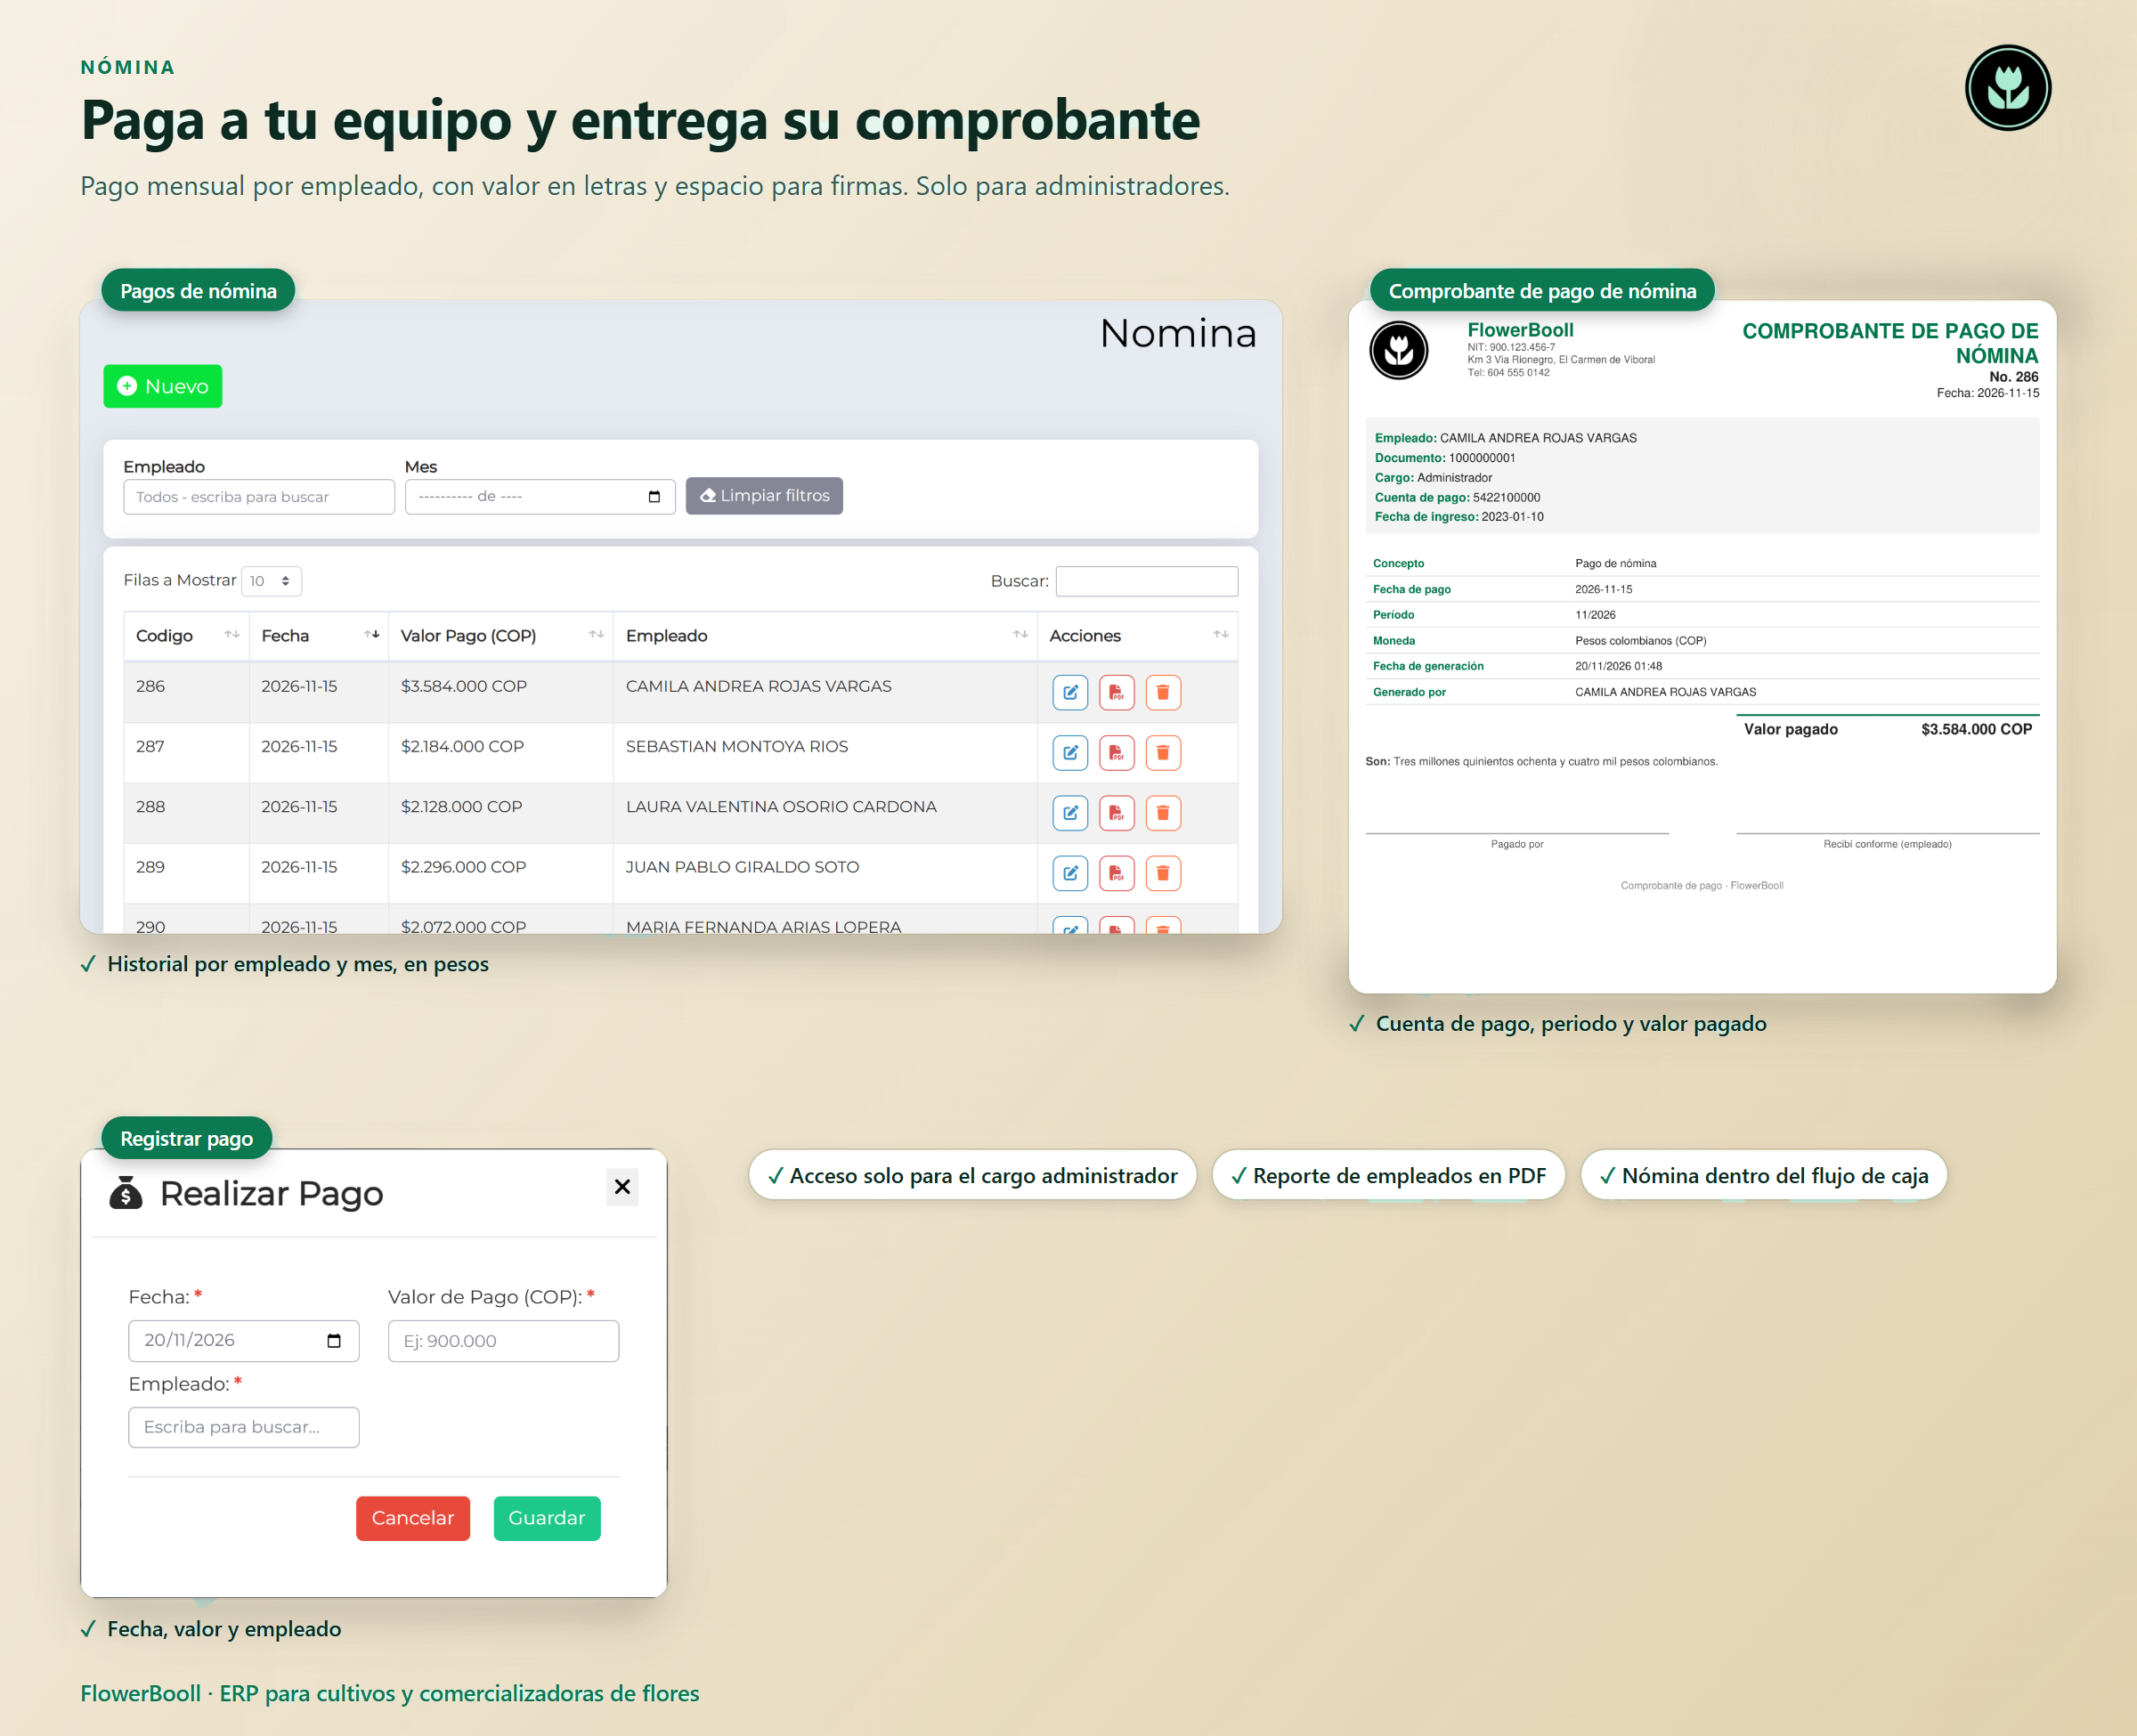 NÓMINA
Paga a tu equipo y entrega su comprobante
Pago mensual por empleado, con valor en letras y espacio para firmas. Solo para administradores.
Pagos de nómina
Nomina
Nuevo
Empleado
Mes
Todos - escriba para buscar
---------- de ----
Limpiar filtros
Filas a Mostrar 10
Buscar:
Codigo Fecha Valor Pago (COP) Empleado Acciones
286 2026-11-15 $3.584.000 COP CAMILA ANDREA ROJAS VARGAS PDF
287 2026-11-15 $2.184.000 COP SEBASTIAN MONTOYA RIOS PDF
288 2026-11-15 $2.128.000 COP LAURA VALENTINA OSORIO CARDONA PDF
289 2026-11-15 $2.296.000 COP JUAN PABLO GIRALDO SOTO PDF
290 2026-11-15 $2.072.000 COP MARIA FERNANDA ARIAS LOPERA
✓ Historial por empleado y mes, en pesos
Comprobante de pago de nómina
FlowerBooll
NIT: 900.123.456-7
Km 3 Via Rionegro, El Carmen de Viboral
Tel: 604 555 0142
COMPROBANTE DE PAGO DE
NÓMINA
No. 286
Fecha: 2026-11-15
Empleado: CAMILA ANDREA ROJAS VARGAS
Documento: 1000000001
Cargo: Administrador
Cuenta de pago: 5422100000
Fecha de ingreso: 2023-01-10
Concepto Pago de nómina
Fecha de pago 2026-11-15
Período 11/2026
Moneda Pesos colombianos (COP)
Fecha de generación 20/11/2026 01:48
Generado por CAMILA ANDREA ROJAS VARGAS
Valor pagado $3.584.000 COP
Son: Tres millones quinientos ochenta y cuatro mil pesos colombianos.
Pagado por
Recibí conforme (empleado)
Comprobante de pago · FlowerBooll
✓ Cuenta de pago, periodo y valor pagado
Registrar pago
Realizar Pago
Fecha: *
Valor de Pago (COP): *
20/11/2026
Ej: 900.000
Empleado: *
Escriba para buscar...
Cancelar
Guardar
✓ Fecha, valor y empleado
✓ Acceso solo para el cargo administrador
✓ Reporte de empleados en PDF
✓ Nómina dentro del flujo de caja
FlowerBooll · ERP para cultivos y comercializadoras de flores